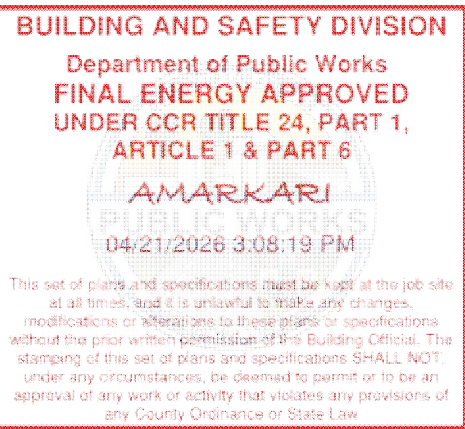 BUILDING AND SAFETY DIVISION
Department of Public Works
FINAL ENERGY APPROVED
UNDER CCR TITLE 24, PART 1,
ARTICLE 1 & PART 6
AMARKARI
PUBLIC WORKS
04/21/2026 3:08:19 PM
This set of plans and specifications must be kept at the job site
at all times, and it is unlawful to make any changes,
modifications or alterations to these plans or specifications
without the prior written permission of the Building Official. The
stamping of this set of plans and specifications SHALL NOT,
under any circumstances, be deemed to permit or to be an
approval of any work or activity that violates any provisions of
any County Ordinance or State Law